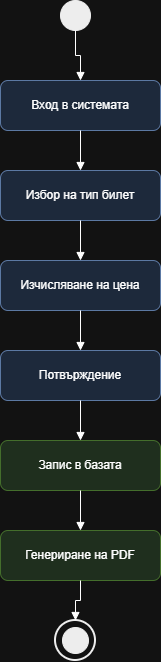 Вход в системата
Избор на тип билет
Изчисляване на цена
Потвърждение
Запис в базата
Генериране на PDF